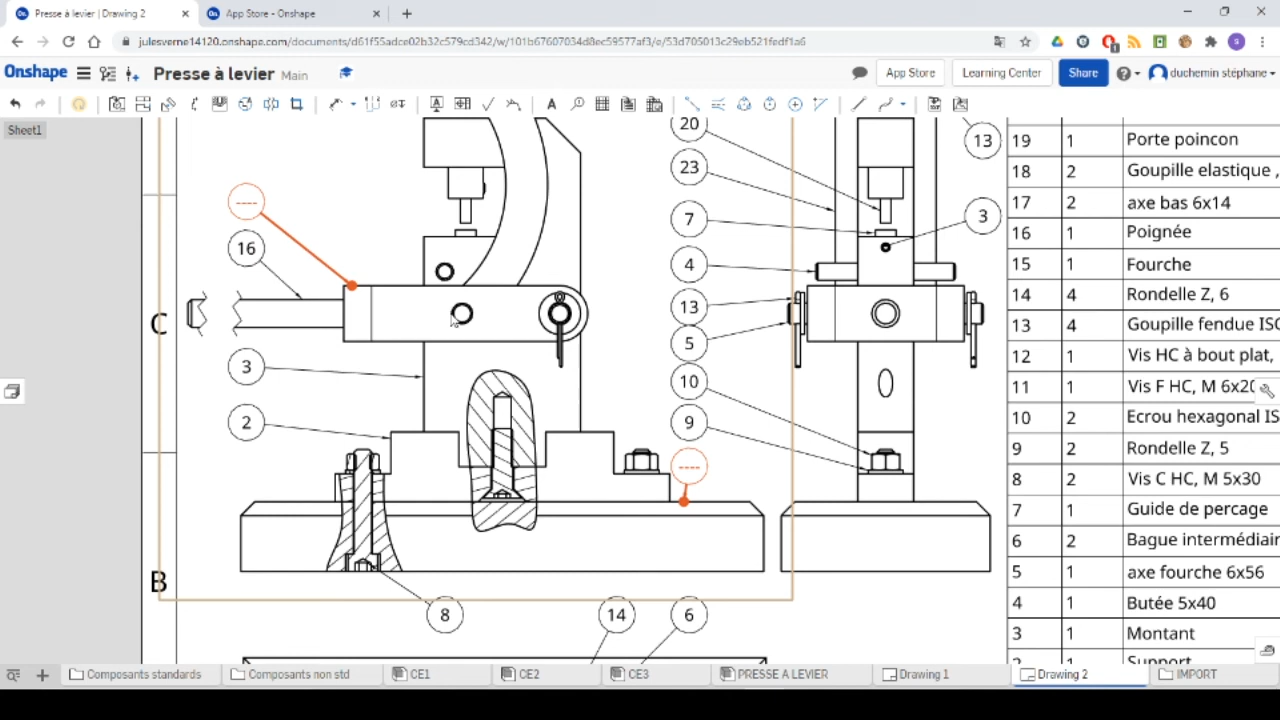 Presse à levier | Drawing 2
App Store - Onshape
julesverne14120.onshape.com/documents/d61f55adce02b32c579cd342/w/101b67607034d8ec59577af3/e/53d705013c29eb521fedf1a6
Onshape
Presse à levier Main
App Store
Learning Center
Share
duchemin stéphane
Sheet1
20
23
7
4
13
5
10
9
13
3
----
16
3
2
----
C
B
8
14
6
19 1 Porte poincon
18 2 Goupille elastique ,
17 2 axe bas 6x14
16 1 Poignée
15 1 Fourche
14 4 Rondelle Z, 6
13 4 Goupille fendue ISO
12 1 Vis HC à bout plat,
11 1 Vis F HC, M 6x20
10 2 Ecrou hexagonal IS
9 2 Rondelle Z, 5
8 2 Vis C HC, M 5x30
7 1 Guide de percage
6 2 Bague intermédiair
5 1 axe fourche 6x56
4 1 Butée 5x40
3 1 Montant
2 1 Support
Composants standards
Composants non std
CE1
CE2
CE3
PRESSE A LEVIER
Drawing 1
Drawing 2
IMPORT